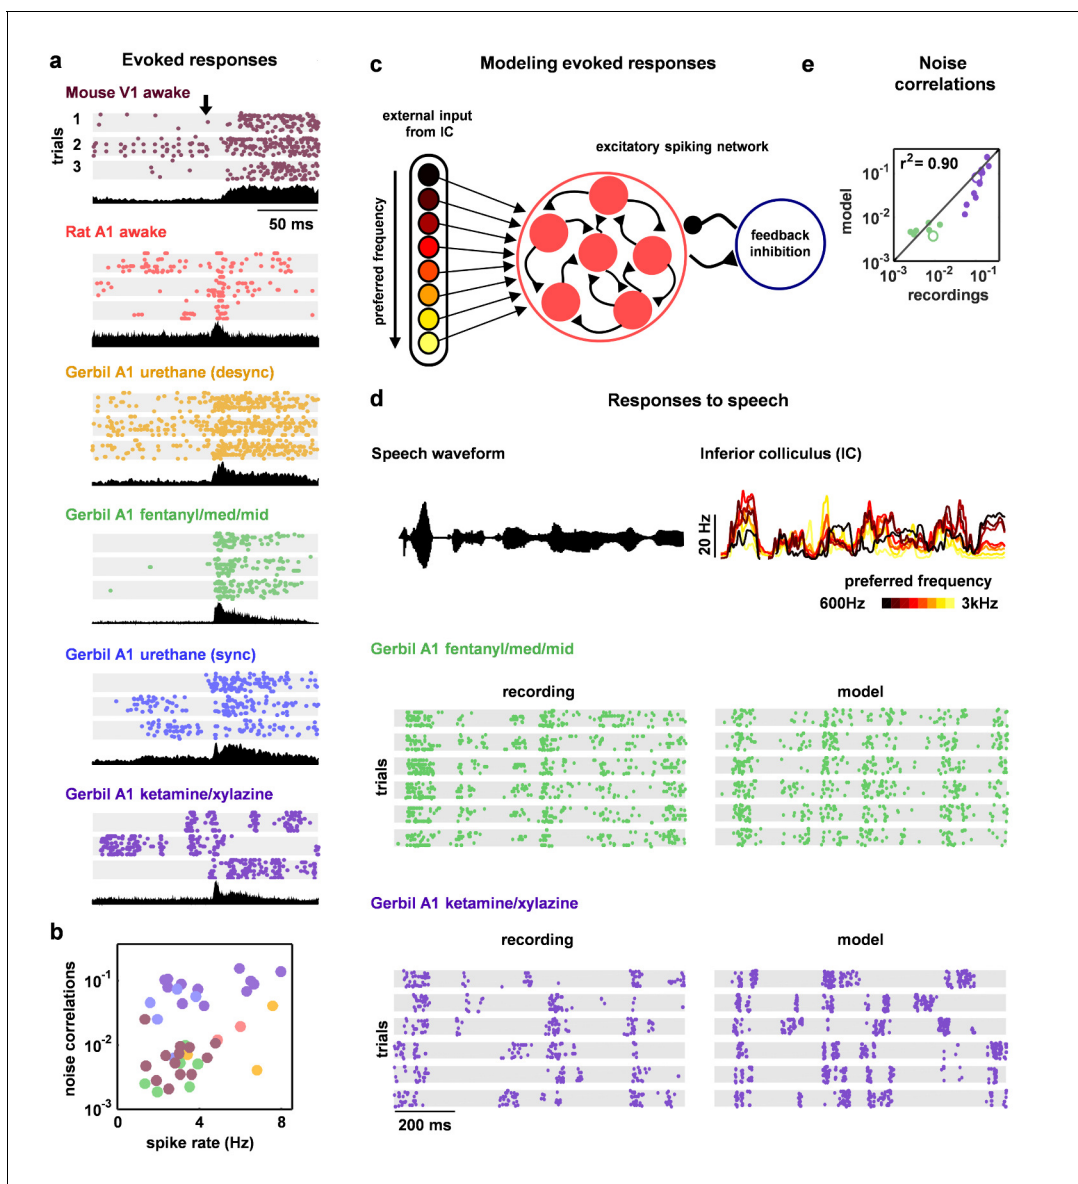 a
Evoked responses
Mouse V1 awake
trials
1
2
3
50 ms
Rat A1 awake
Gerbil A1 urethane (desync)
Gerbil A1 fentanyl/med/mid
Gerbil A1 urethane (sync)
Gerbil A1 ketamine/xylazine
b
noise correlations
10-1
10-2
10-3
0
4
8
spike rate (Hz)
c
Modeling evoked responses
external input
from IC
preferred frequency
excitatory spiking network
feedback
inhibition
e
Noise
correlations
r2= 0.90
model
10-1
10-2
10-3
10-3
10-2
10-1
recordings
d
Responses to speech
Speech waveform
Inferior colliculus (IC)
20 Hz
preferred frequency
600Hz
3kHz
Gerbil A1 fentanyl/med/mid
recording
model
trials
Gerbil A1 ketamine/xylazine
recording
model
trials
200 ms